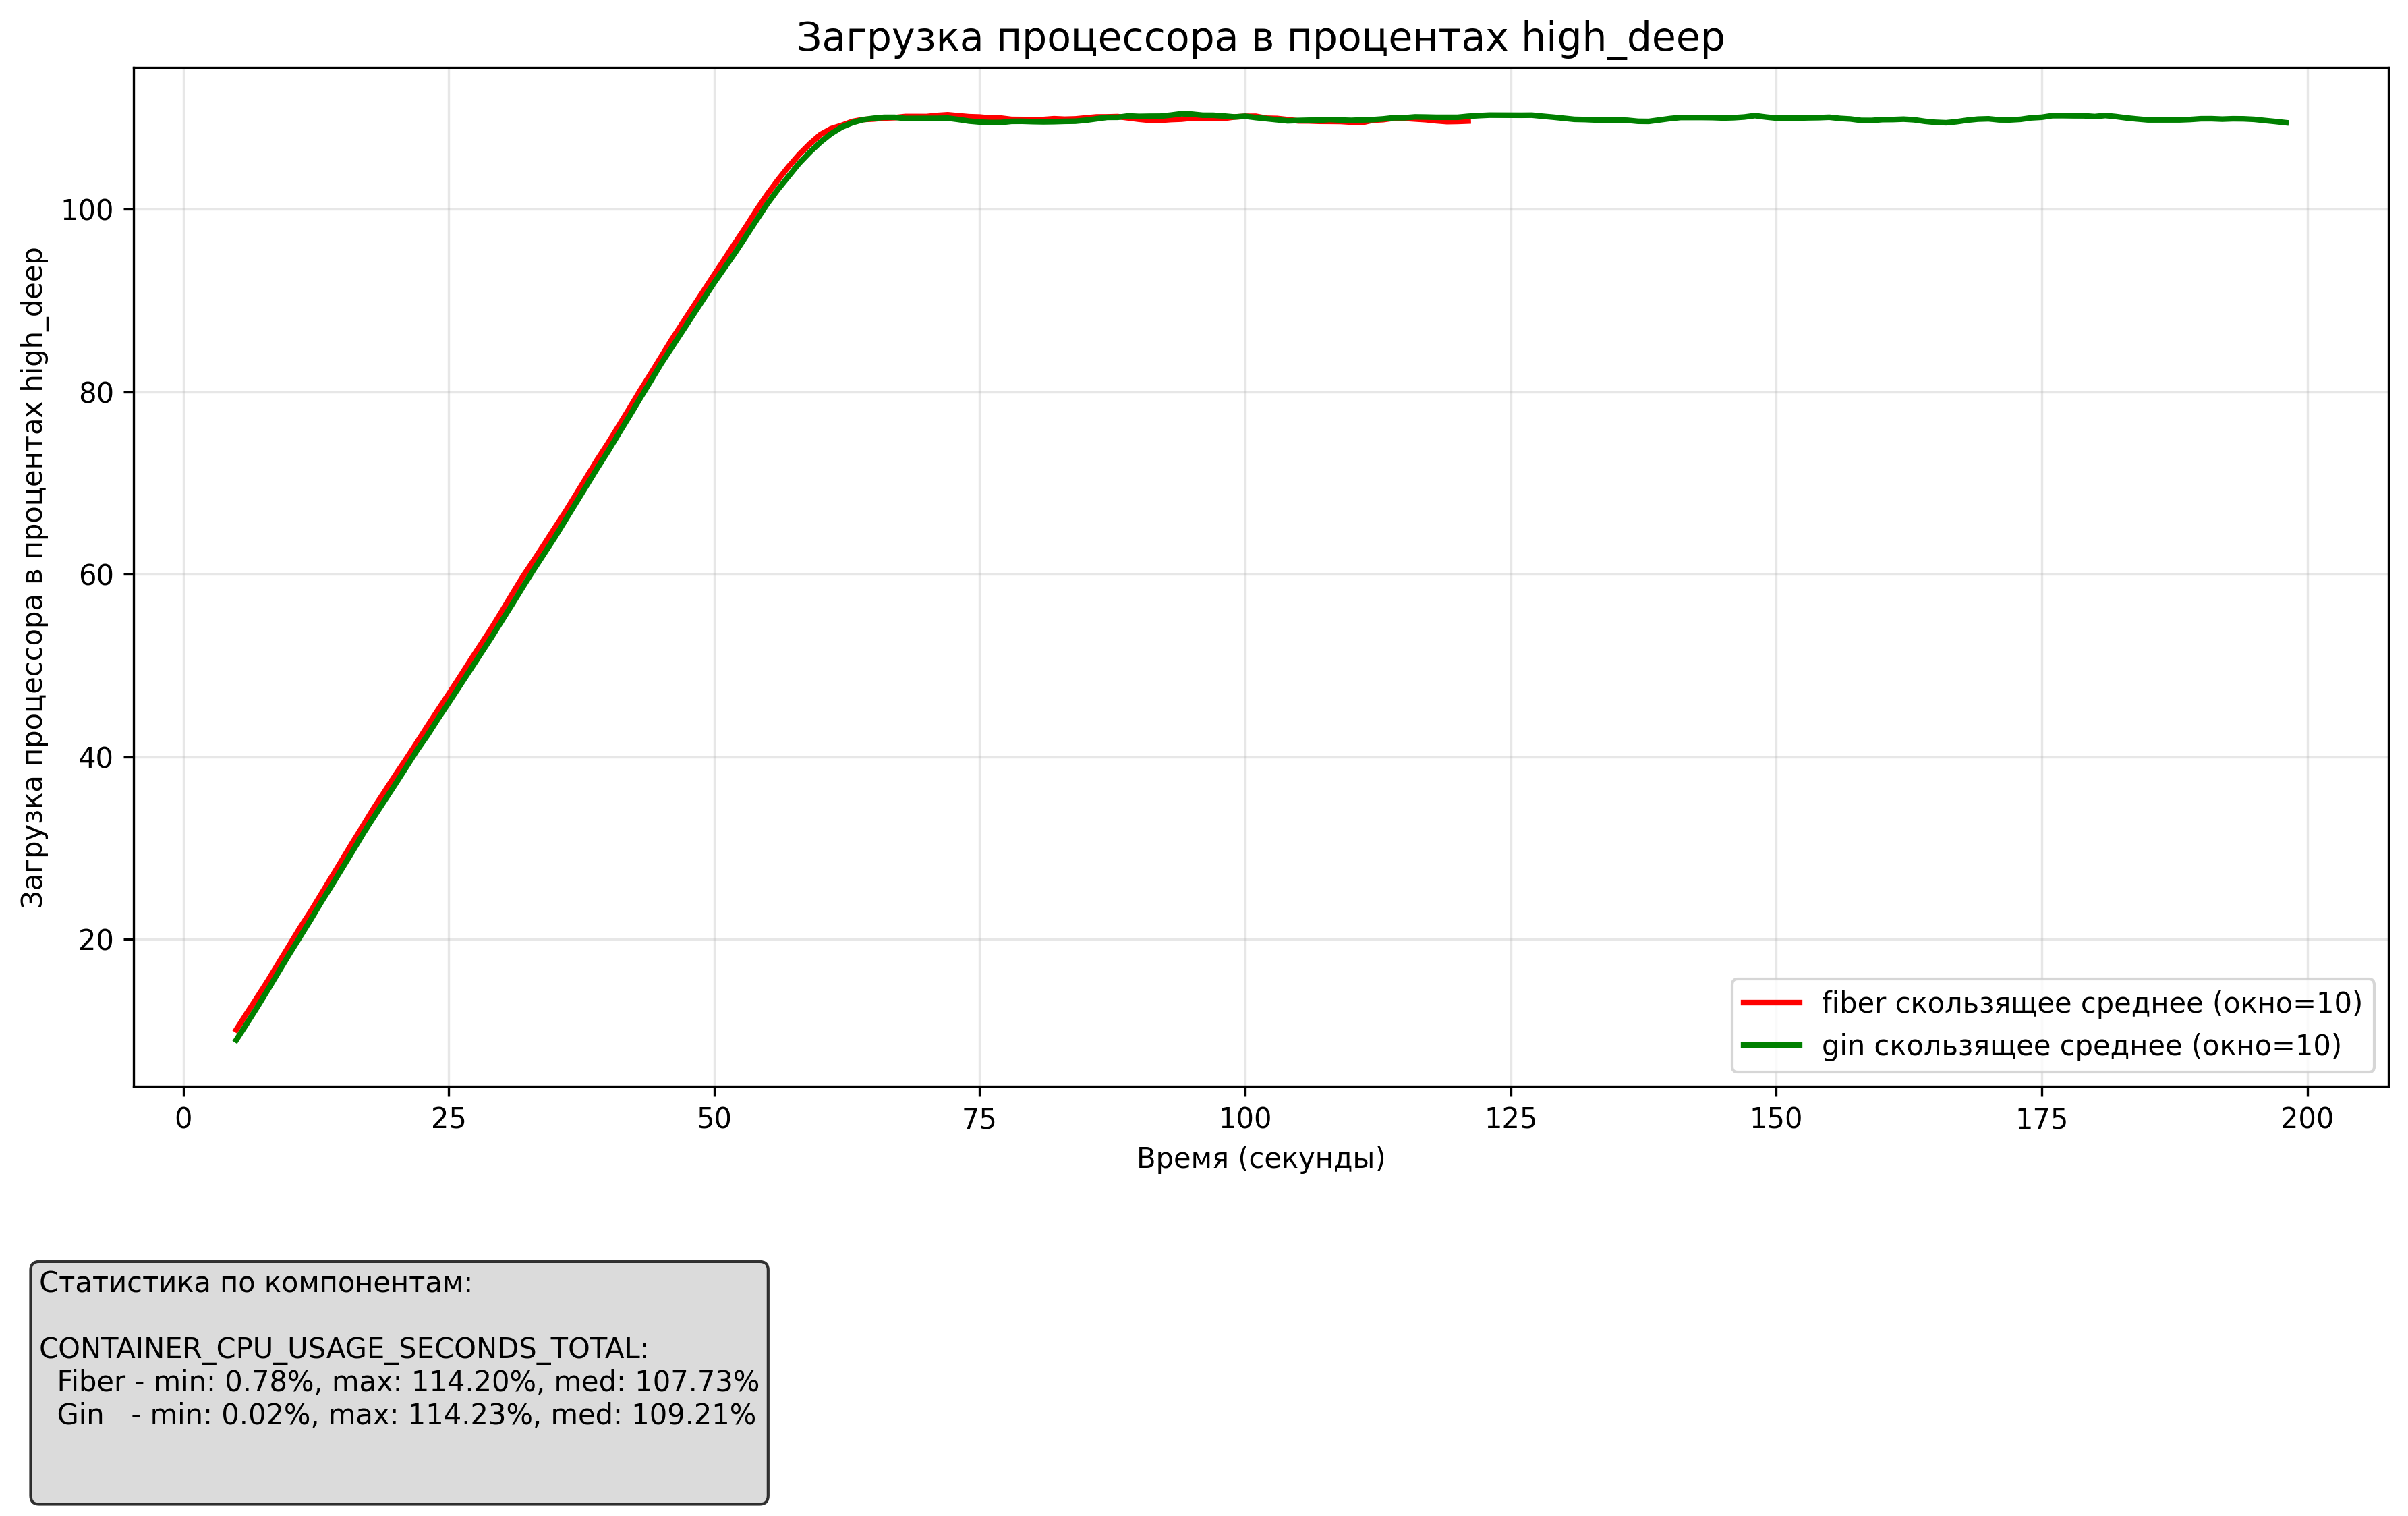 Загрузка процессора в процентах high_deep
Загрузка процессора в процентах high_deep
100
80
60
40
20
fiber скользящее среднее (окно=10)
gin скользящее среднее (окно=10)
0 25 50 75 100 125 150 175 200
Время (секунды)
Статистика по компонентам:
CONTAINER_CPU_USAGE_SECONDS_TOTAL:
Fiber - min: 0.78%, max: 114.20%, med: 107.73%
Gin - min: 0.02%, max: 114.23%, med: 109.21%